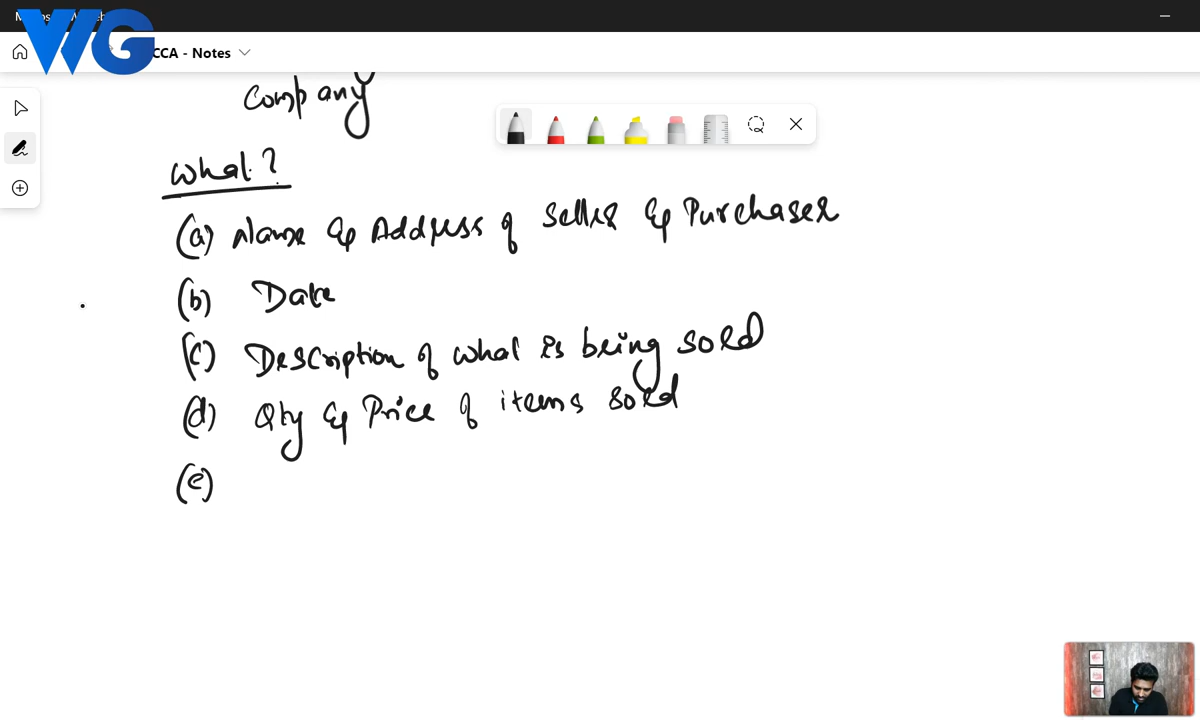 WG
CCA - Notes
Company
What?
(a) Name & Address of Seller & Purchaser
(b) Date
(c) Description of what is being sold
(d) Qty & Price of items sold
(e)